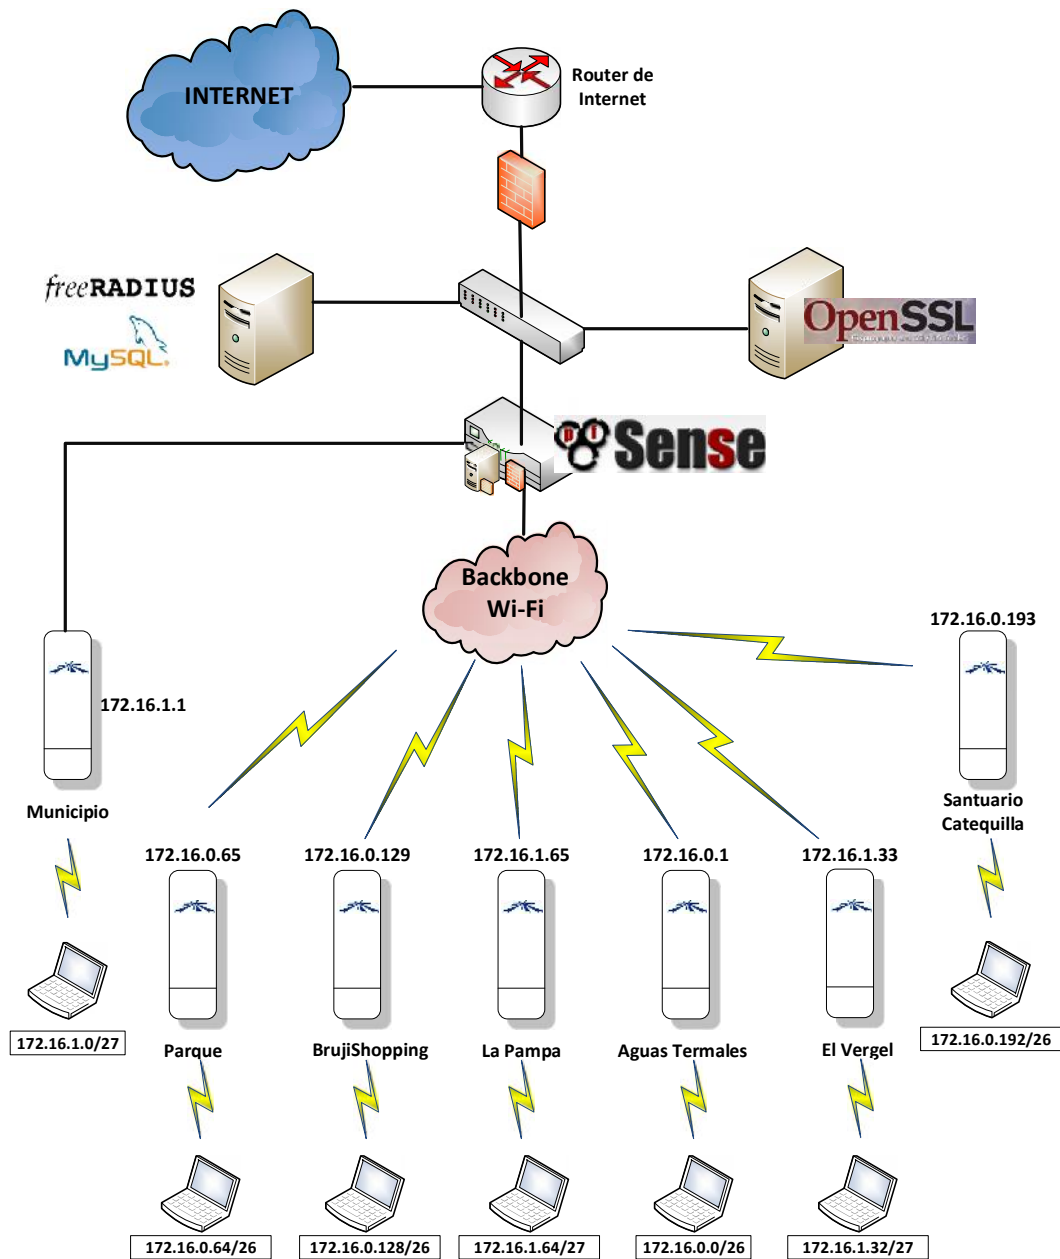 INTERNET
Router de
Internet
freeRADIUS
MySQL
OpenSSL
pf Sense
Backbone
Wi-Fi
172.16.0.193
172.16.1.1
Municipio
Santuario
Catequilla
172.16.0.65
172.16.0.129
172.16.1.65
172.16.0.1
172.16.1.33
172.16.1.0/27
Parque
BrujiShopping
La Pampa
Aguas Termales
El Vergel
172.16.0.192/26
172.16.0.64/26
172.16.0.128/26
172.16.1.64/27
172.16.0.0/26
172.16.1.32/27